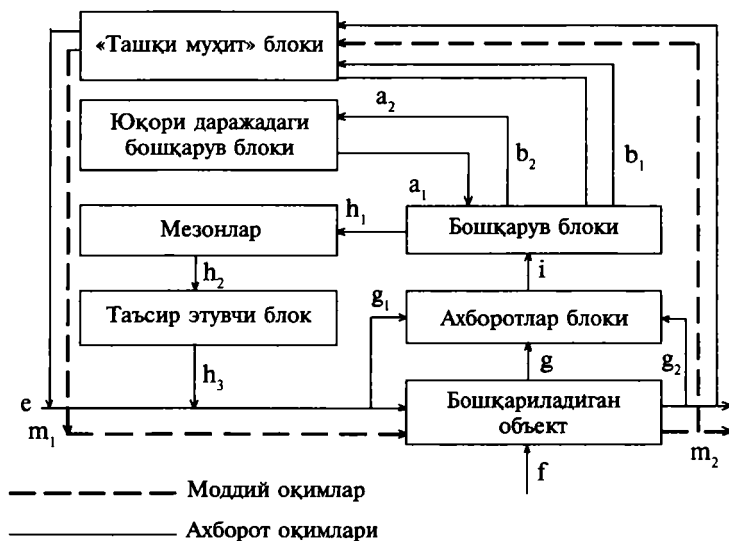 «Ташқи муҳит» блоки
Юқори даражадаги
бошқарув блоки
a₂
b₂
b₁
a₁
h₁
Мезонлар
Бошқарув блоки
h₂
i
g₁
Таъсир этувчи блок
Ахборотлар блоки
g
g₂
h₃
e
Бошқариладиган
объект
m₁
m₂
f
Моддий оқимлар
Ахборот оқимлари